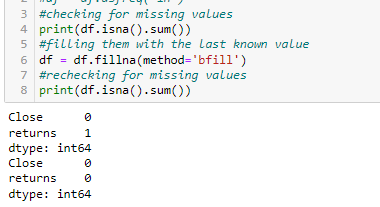 3 #checking for missing values
4 print(df.isna().sum())
5 #filling them with the last known value
6 df = df.fillna(method='bfill')
7 #rechecking for missing values
8 print(df.isna().sum())
Close 0
returns 1
dtype: int64
Close 0
returns 0
dtype: int64